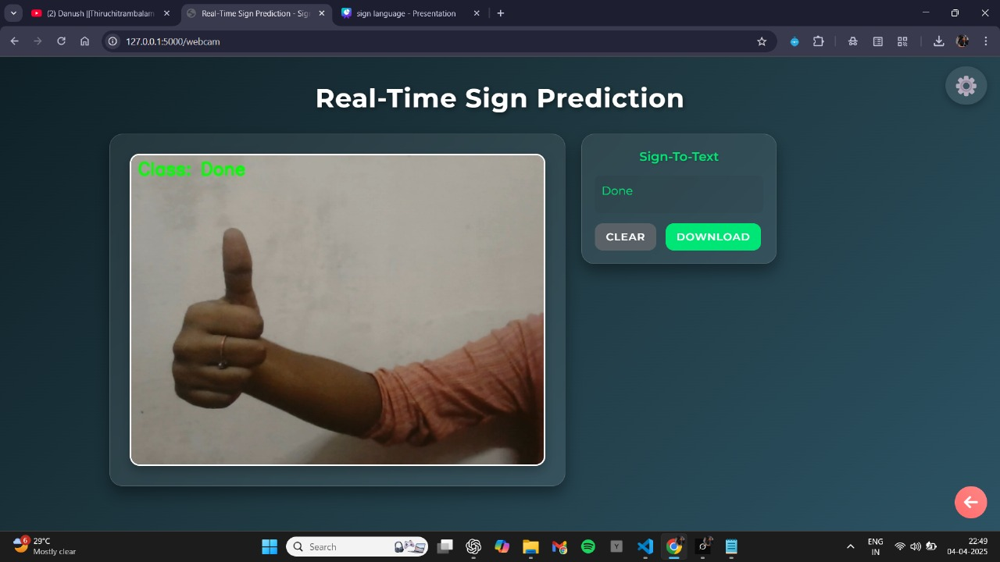 (2) Danush ||Thiruchitrambalam
Real-Time Sign Prediction - Sig
sign language - Presentation
127.0.0.1:5000/webcam
Real-Time Sign Prediction
Class: Done
Sign-To-Text
Done
CLEAR
DOWNLOAD
6
29°C
Mostly clear
Search
ENG
IN
22:49
04-04-2025